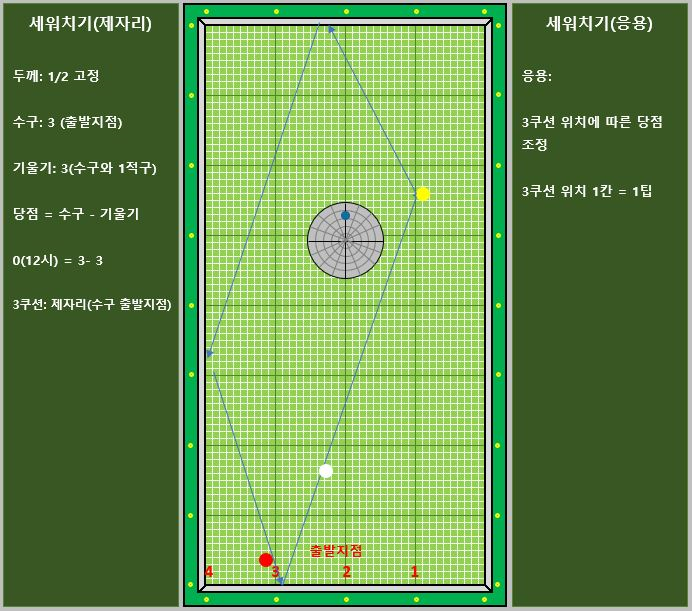 세워치기(제자리)
두께: 1/2 고정
수구: 3 (출발지점)
기울기: 3(수구와 1적구)
당점 = 수구 - 기울기
0(12시) = 3- 3
3쿠션: 제자리(수구 출발지점)
출발지점
4 3 2 1
세워치기(응용)
응용:
3쿠션 위치에 따른 당점
조정
3쿠션 위치 1칸 = 1팁